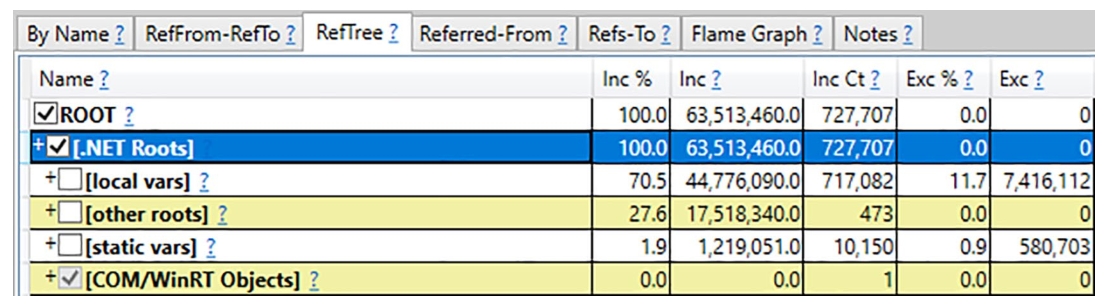 By Name ? RefFrom-RefTo ? RefTree ? Referred-From ? Refs-To ? Flame Graph ? Notes ?
Name ? Inc % Inc ? Inc Ct ? Exc % ? Exc ?
ROOT ? 100.0 63,513,460.0 727,707 0.0 0
+ [.NET Roots] ? 100.0 63,513,460.0 727,707 0.0 0
+ [local vars] ? 70.5 44,776,090.0 717,082 11.7 7,416,112
+ [other roots] ? 27.6 17,518,340.0 473 0.0 0
+ [static vars] ? 1.9 1,219,051.0 10,150 0.9 580,703
+ [COM/WinRT Objects] ? 0.0 0.0 1 0.0 0